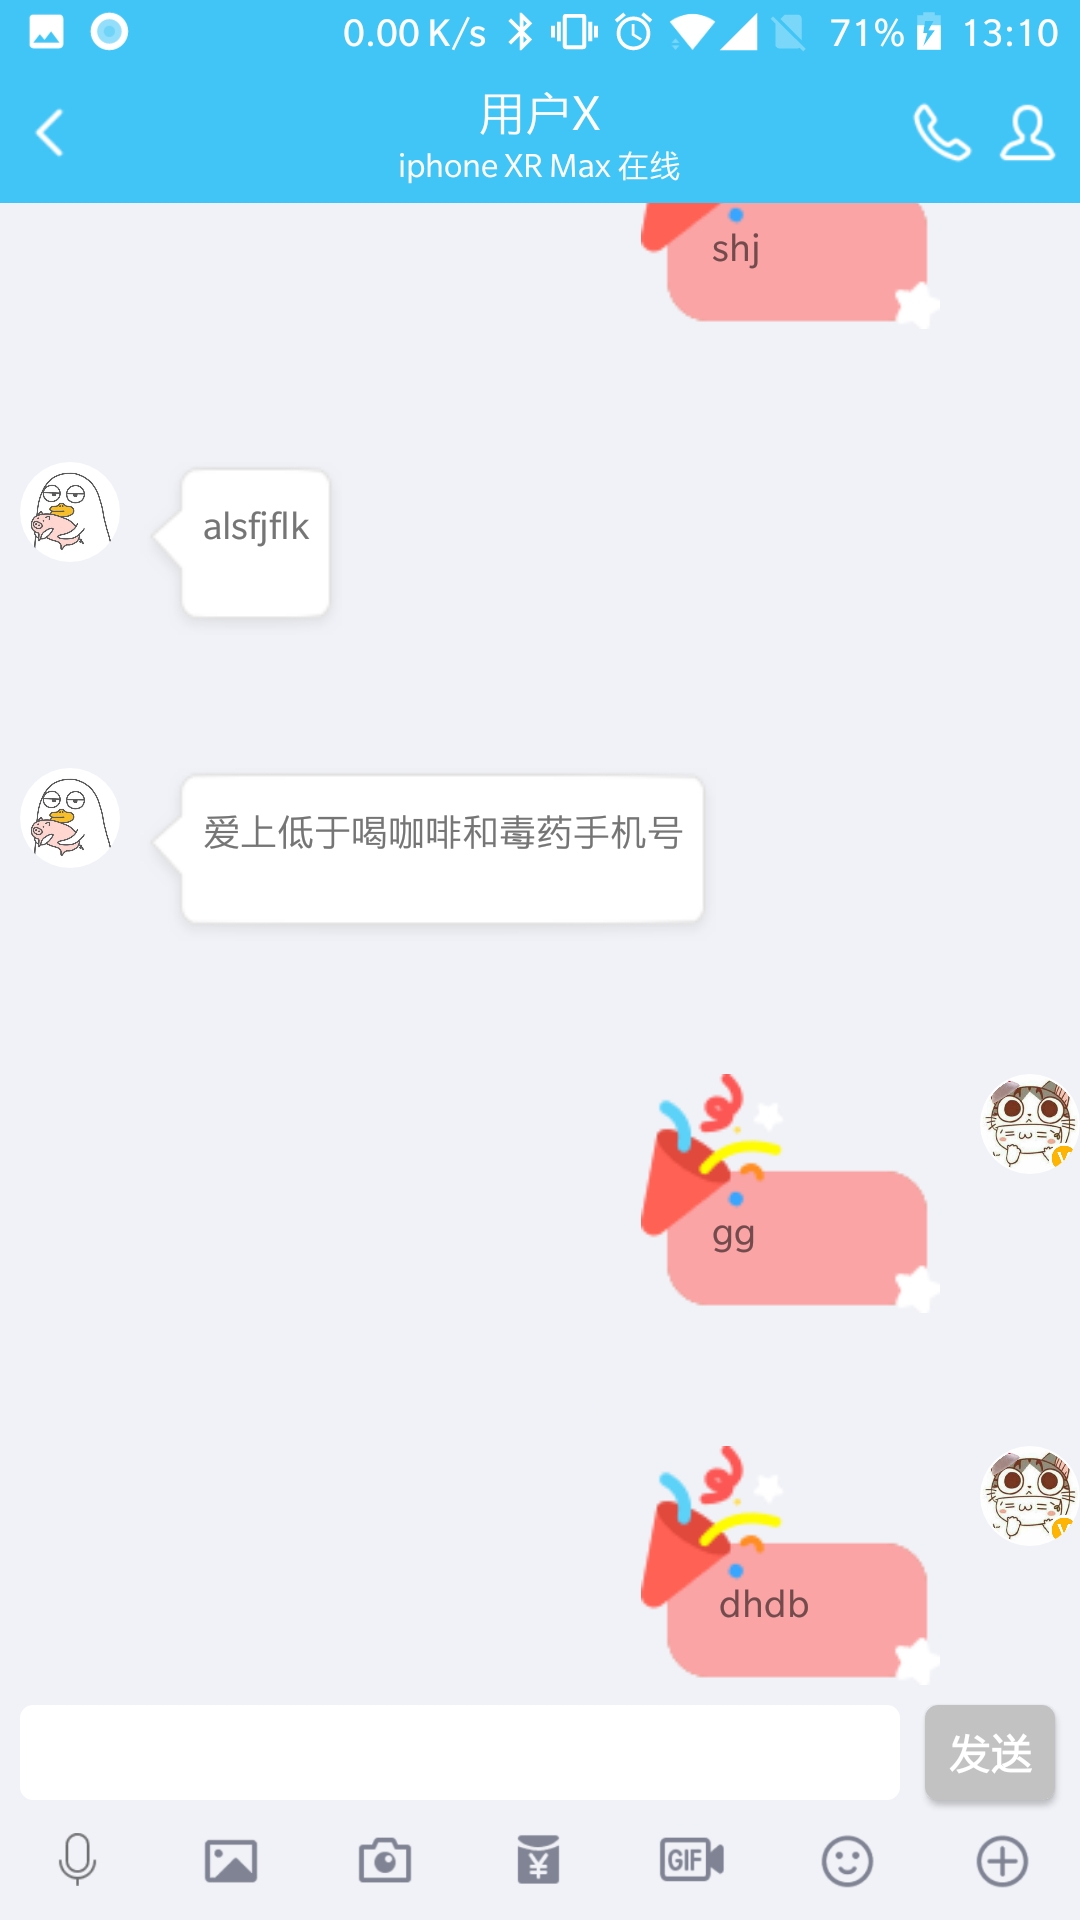 0.00 K/s 71% 13:10
用户X
iphone XR Max 在线
shj
alsfjflk
爱上低于喝咖啡和毒药手机号
gg
dhdb
发送
¥
GIF